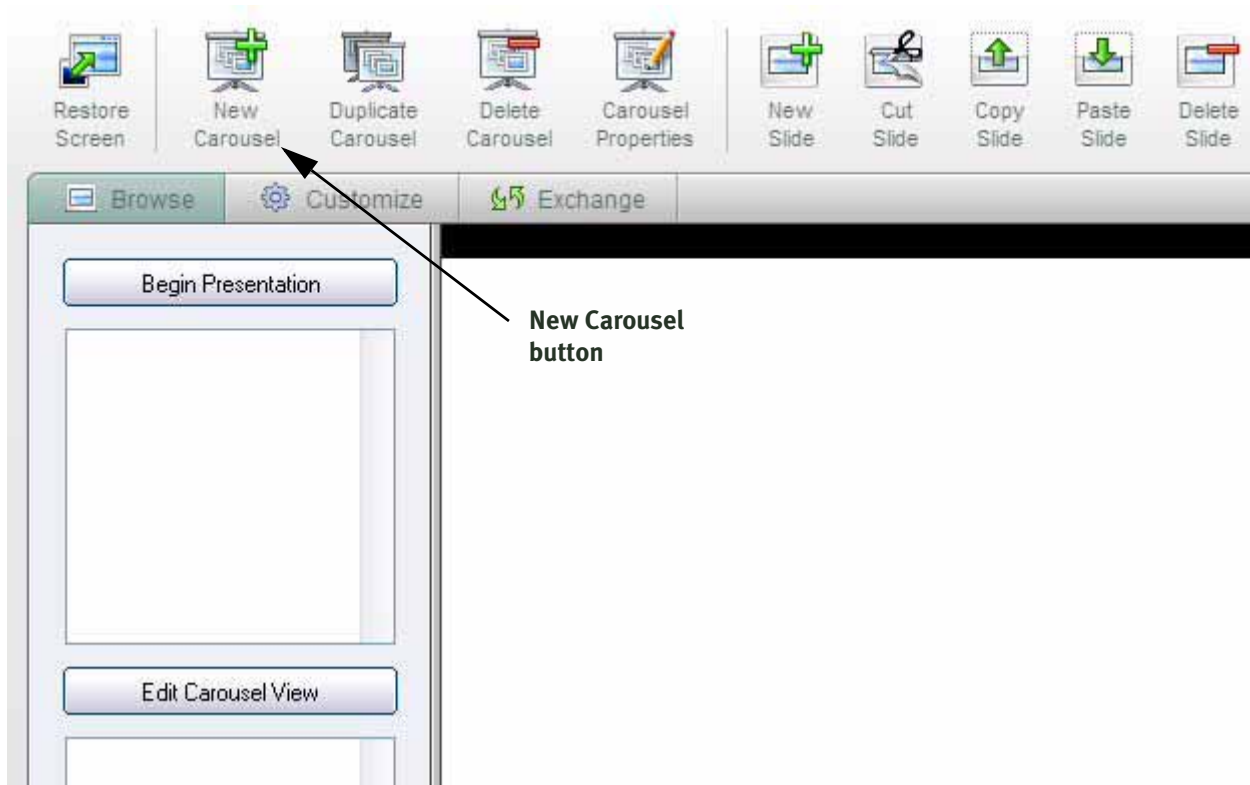 Restore
Screen
New
Carousel
Duplicate
Carousel
Delete
Carousel
Carousel
Properties
New
Slide
Cut
Slide
Copy
Slide
Paste
Slide
Delete
Slide
Browse
Customize
Exchange
Begin Presentation
New Carousel
button
Edit Carousel View